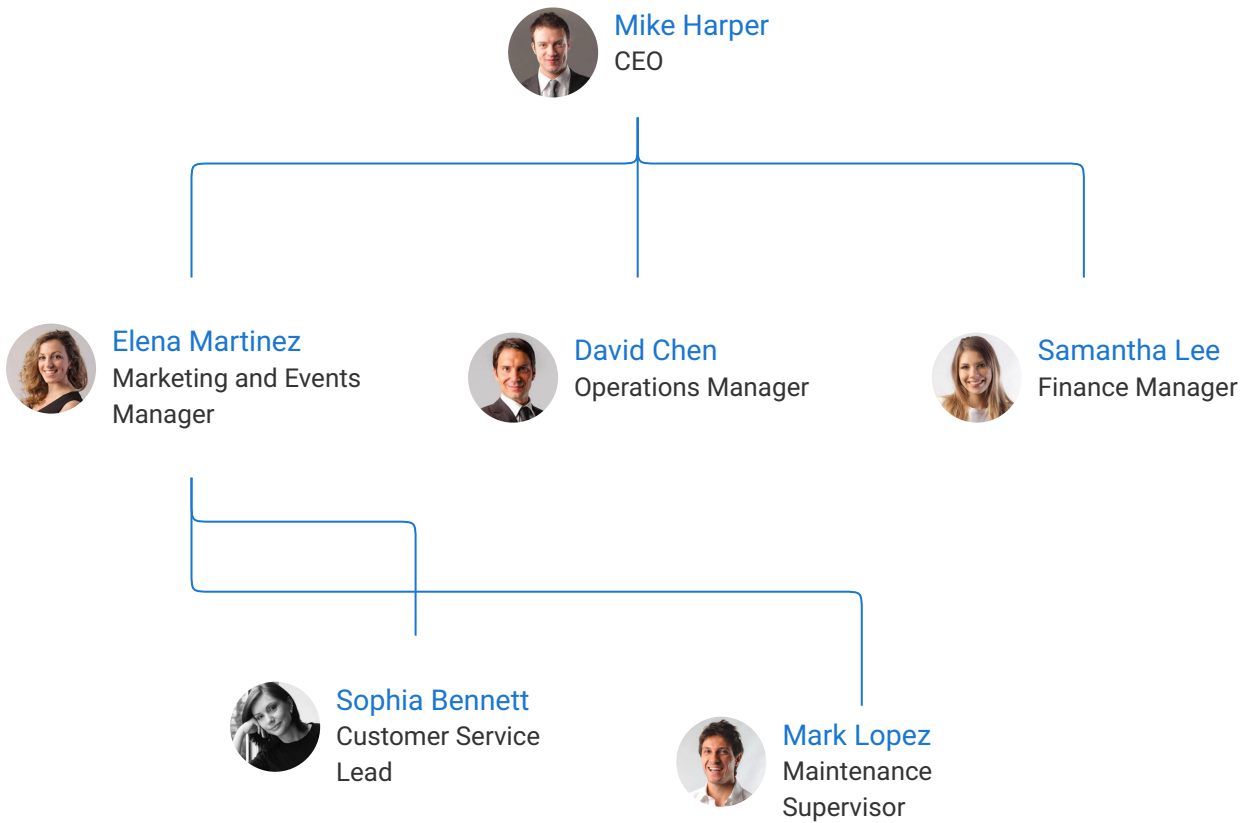 Mike Harper
CEO
Elena Martinez
Marketing and Events
Manager
David Chen
Operations Manager
Samantha Lee
Finance Manager
Sophia Bennett
Customer Service
Lead
Mark Lopez
Maintenance
Supervisor